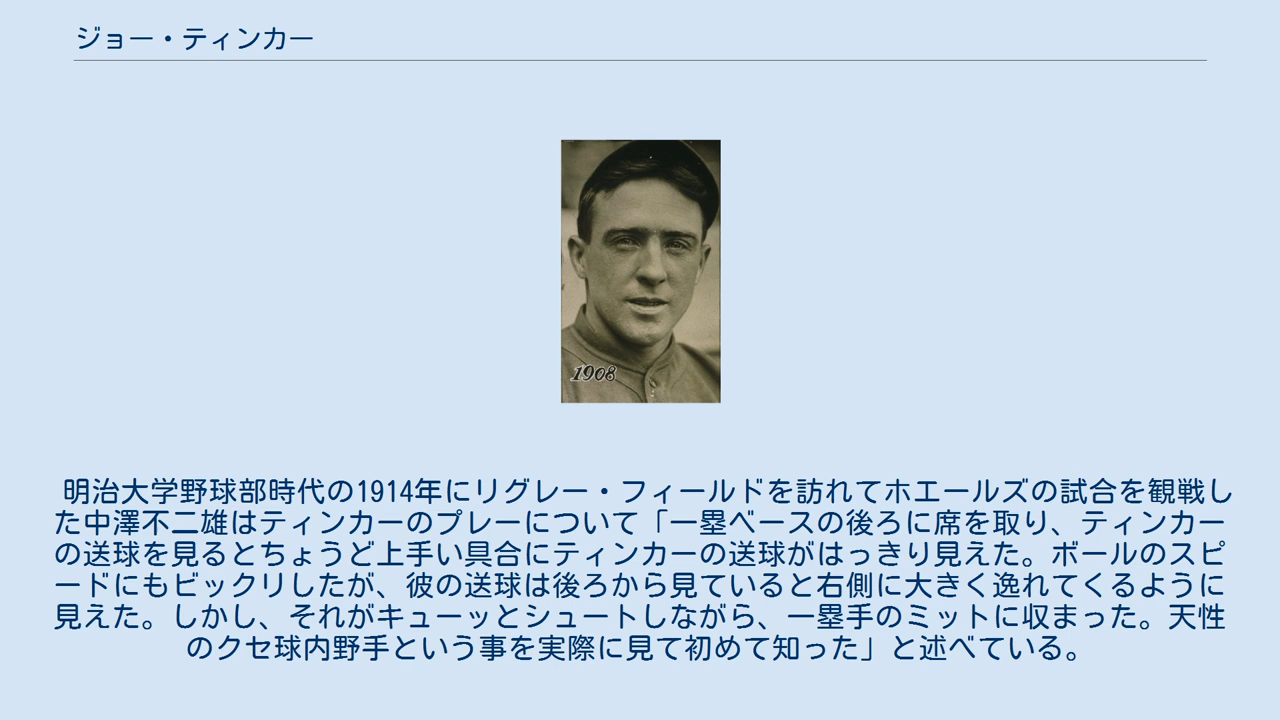 ジョー・ティンカー
1908
明治大学野球部時代の1914年にリグレー・フィールドを訪れてホエールズの試合を観戦し
た中澤不二雄はティンカーのプレーについて「一塁ベースの後ろに席を取り、ティンカー
の送球を見るとちょうど上手い具合にティンカーの送球がはっきり見えた。ボールのスピ
ードにもビックリしたが、彼の送球は後ろから見ていると右側に大きく逸れてくるように
見えた。しかし、それがキューッとシュートしながら、一塁手のミットに収まった。天性
のクセ球内野手という事を実際に見て初めて知った」と述べている。